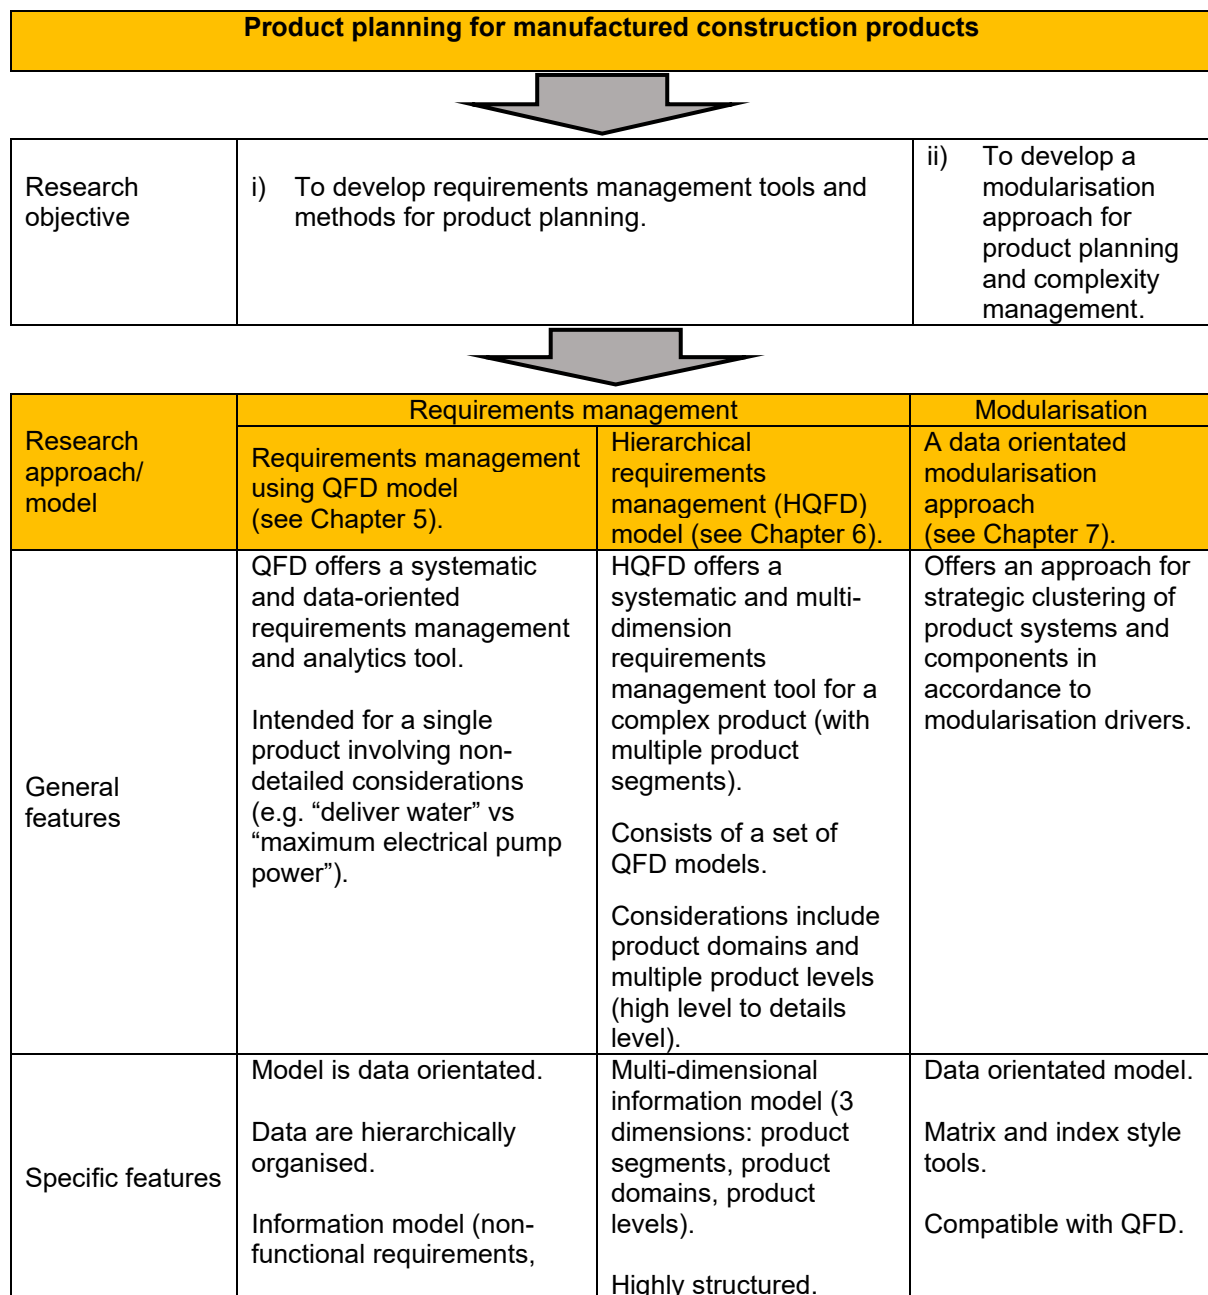 Product planning for manufactured construction products
Research
objective
i) To develop requirements management tools and
methods for product planning.
ii) To develop a
modularisation
approach for
product planning
and complexity
management.
Research
approach/
model
Requirements management
Modularisation
Requirements management
using QFD model
(see Chapter 5).
Hierarchical
requirements
management (HQFD)
model (see Chapter 6).
A data orientated
modularisation
approach
(see Chapter 7).
General
features
QFD offers a systematic
and data-oriented
requirements management
and analytics tool.
Intended for a single
product involving non-
detailed considerations
(e.g. “deliver water” vs
“maximum electrical pump
power”).
HQFD offers a
systematic and multi-
dimension
requirements
management tool for a
complex product (with
multiple product
segments).
Consists of a set of
QFD models.
Considerations include
product domains and
multiple product levels
(high level to details
level).
Offers an approach for
strategic clustering of
product systems and
components in
accordance to
modularisation drivers.
Specific features
Model is data orientated.
Data are hierarchically
organised.
Information model (non-
functional requirements,
Multi-dimensional
information model (3
dimensions: product
segments, product
domains, product
levels).
Highly structured.
Data orientated model.
Matrix and index style
tools.
Compatible with QFD.